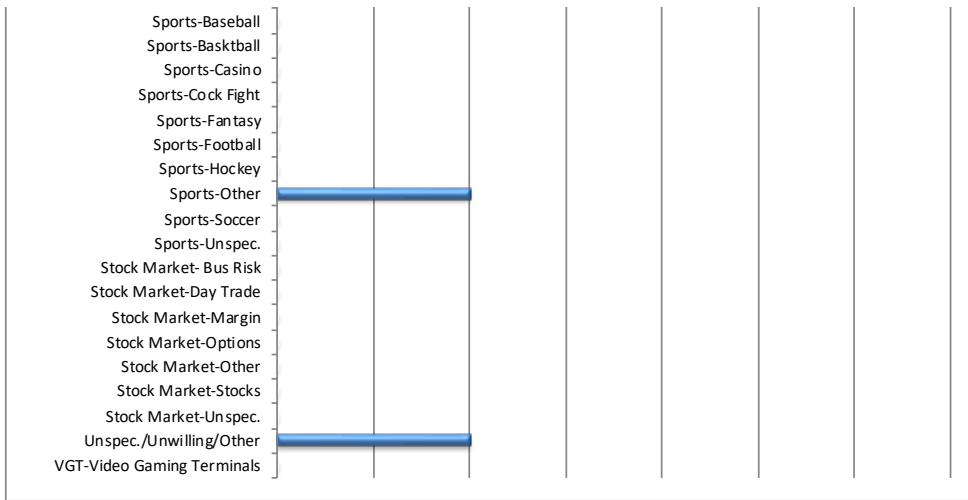 Sports-Baseball
Sports-Basktball
Sports-Casino
Sports-Cock Fight
Sports-Fantasy
Sports-Football
Sports-Hockey
Sports-Other
Sports-Soccer
Sports-Unspec.
Stock Market- Bus Risk
Stock Market-Day Trade
Stock Market-Margin
Stock Market-Options
Stock Market-Other
Stock Market-Stocks
Stock Market-Unspec.
Unspec./Unwilling/Other
VGT-Video Gaming Terminals